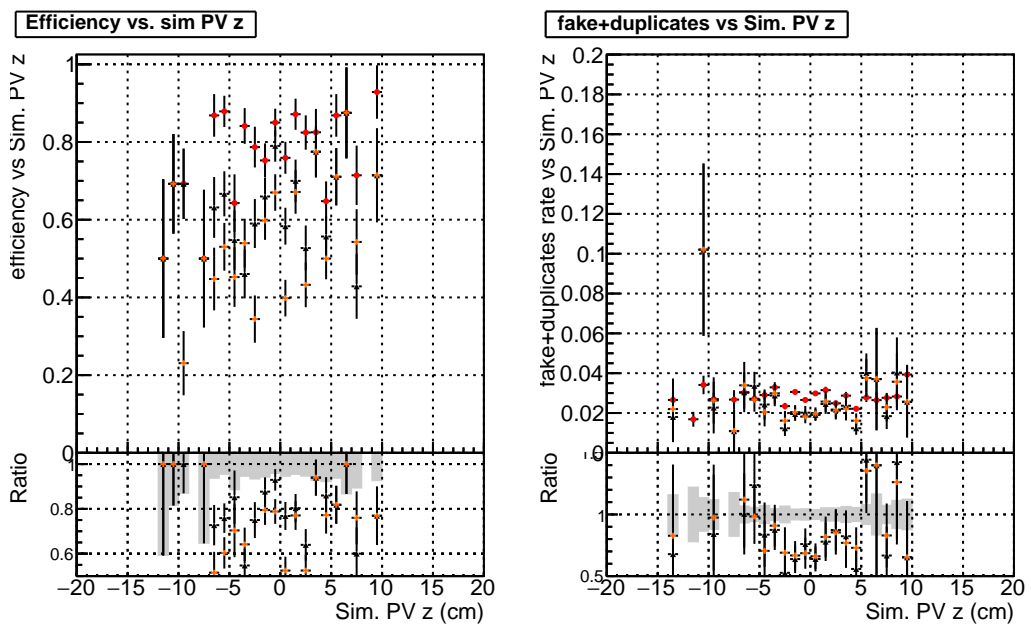 Efficiency vs. sim PV z
efficiency vs Sim. PV z
1
0.8
0.6
0.4
0.2
0
Ratio
1
0.8
0.6
−20 −15 −10 −5 0 5 10 15 20
Sim. PV z (cm)
fake+duplicates vs Sim. PV z
fake+duplicates rate vs Sim. PV z
0.2
0.18
0.16
0.14
0.12
0.1
0.08
0.06
0.04
0.02
0
Ratio
1
0.5
−20 −15 −10 −5 0 5 10 15 20
Sim. PV z (cm)